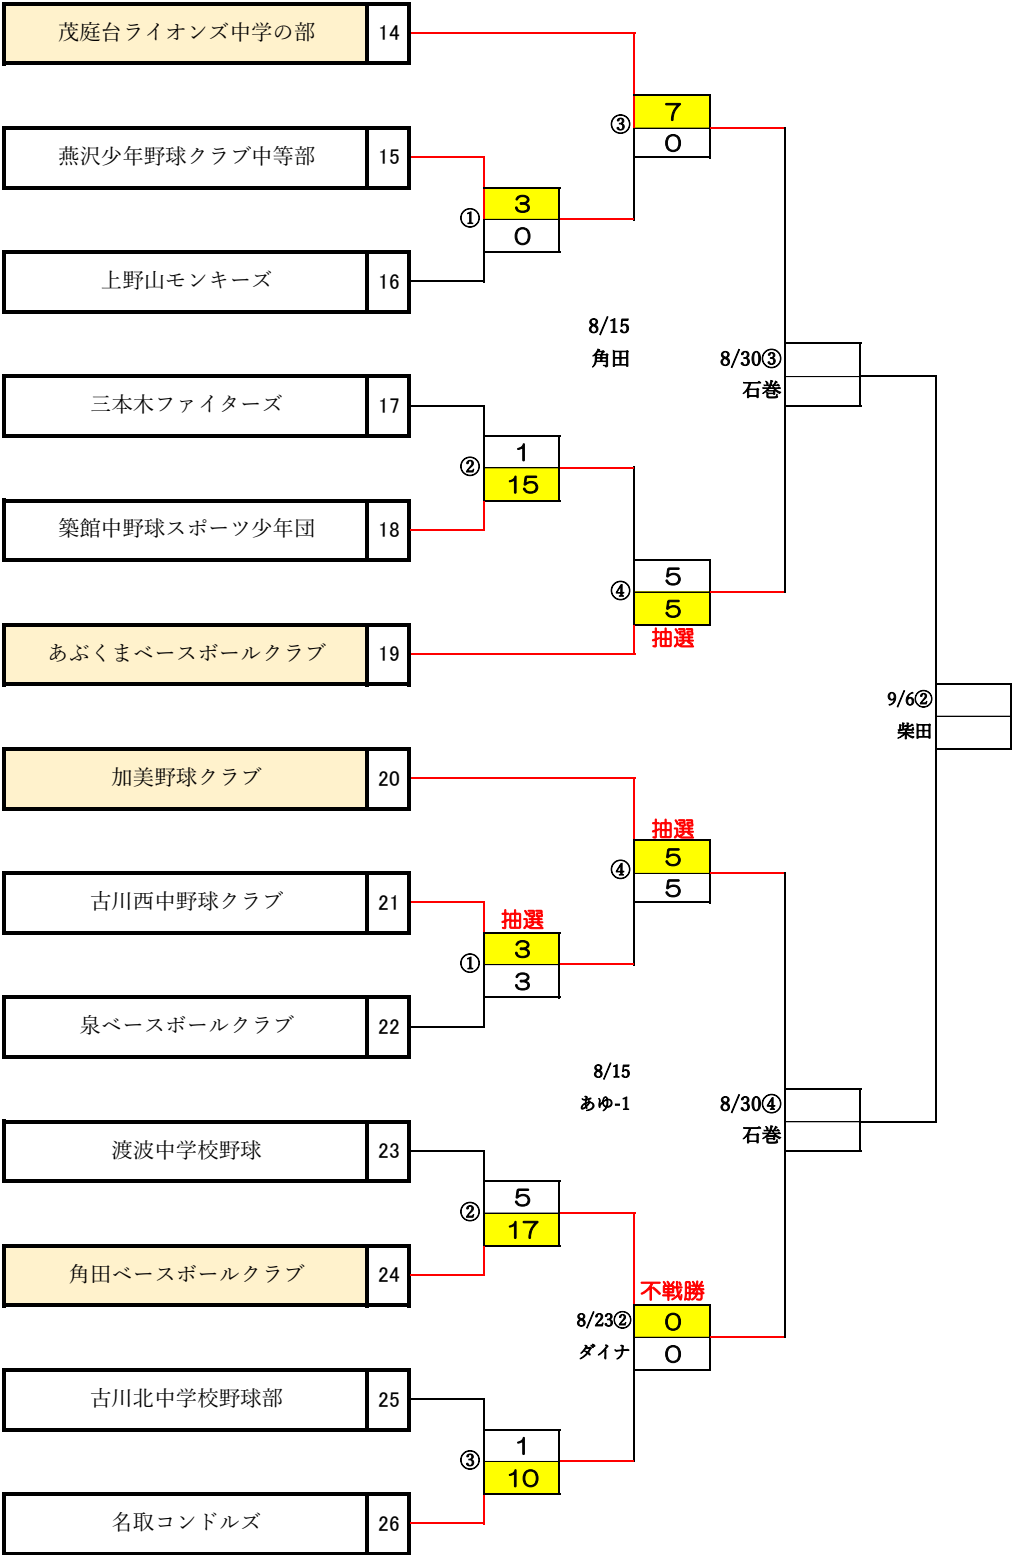 茂庭台ライオンズ中学の部 14
③ 7
0
燕沢少年野球クラブ中等部 15
① 3
0
上野山モンキーズ 16
8/15
角田
8/30③
石巻
三本木ファイターズ 17
② 1
15
築館中野球スポーツ少年団 18
④ 5
5
抽選
あぶくまベースボールクラブ 19
9/6②
柴田
加美野球クラブ 20
抽選
④ 5
5
古川西中野球クラブ 21
抽選
① 3
3
泉ベースボールクラブ 22
8/15
あゆ-1
8/30④
石巻
渡波中学校野球 23
② 5
17
角田ベースボールクラブ 24
不戦勝
8/23② 0
ダイナ 0
古川北中学校野球部 25
③ 1
10
名取コンドルズ 26